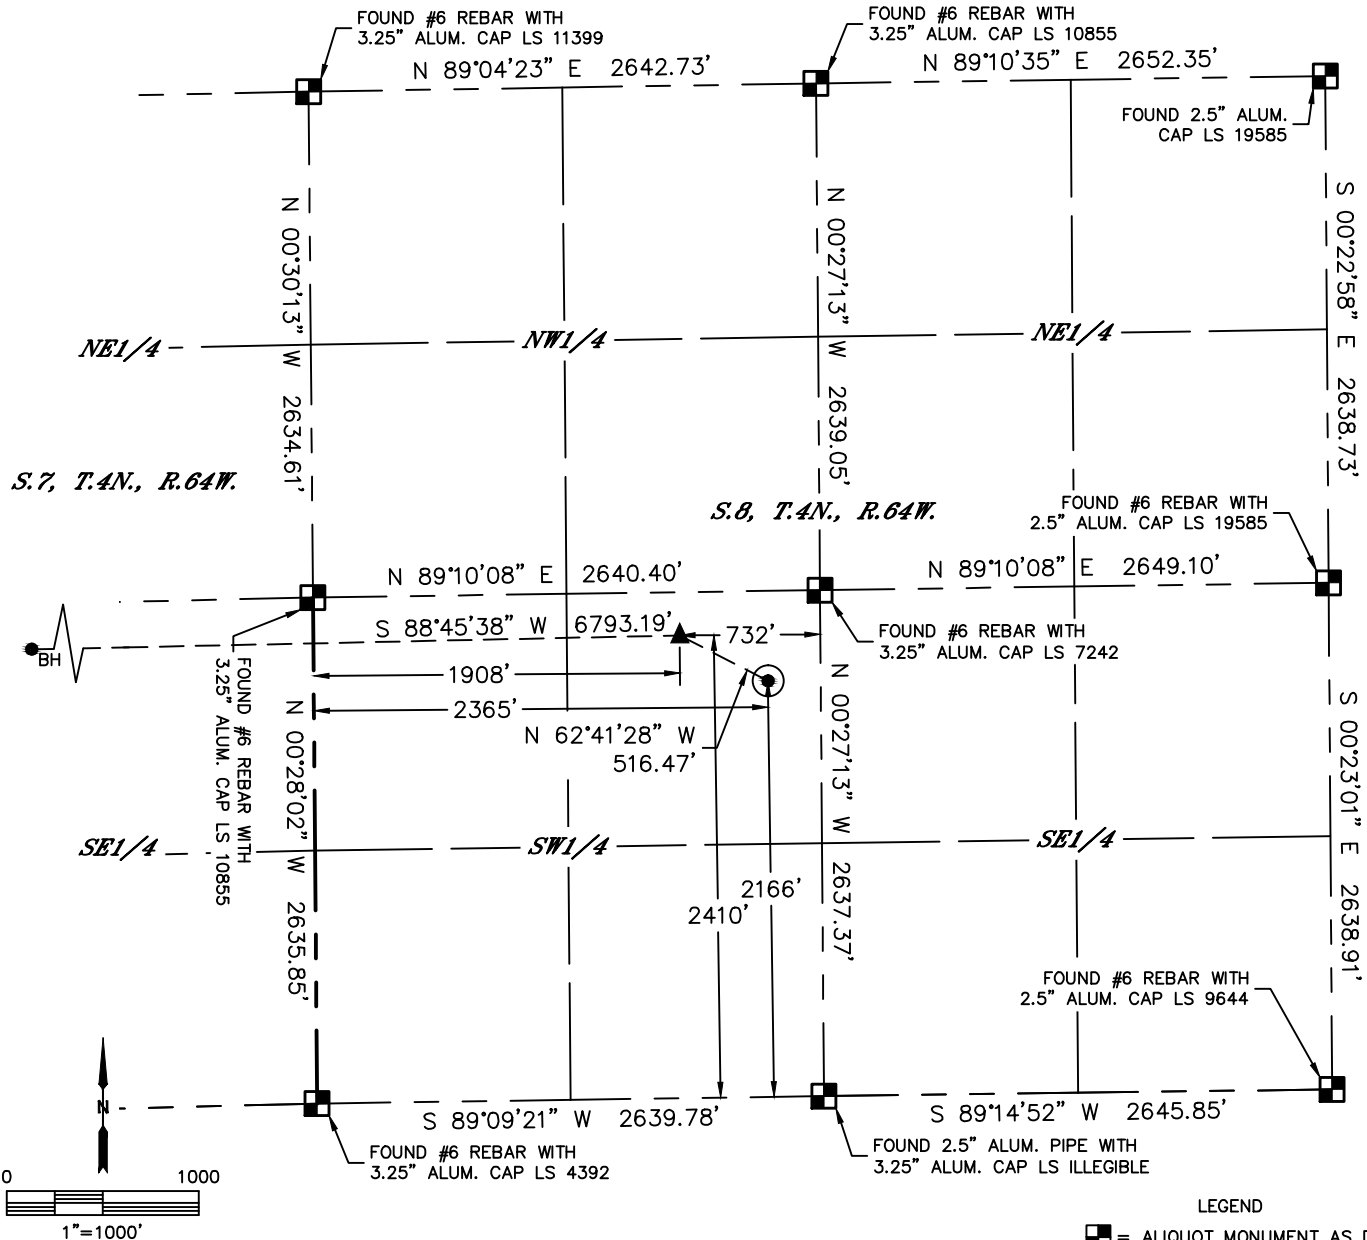 FOUND #6 REBAR WITH
3.25" ALUM. CAP LS 11399
FOUND #6 REBAR WITH
3.25" ALUM. CAP LS 10855
N 89°04'23" E 2642.73'
N 89°10'35" E 2652.35'
FOUND 2.5" ALUM.
CAP LS 19585
N 00°30'13" W 2634.61'
N 00°27'13" W 2639.05'
S 00°22'58" E 2638.73'
NE1/4
NW1/4
NE1/4
S.7, T.4N., R.64W.
S.8, T.4N., R.64W.
FOUND #6 REBAR WITH
2.5" ALUM. CAP LS 19585
N 89°10'08" E 2640.40'
N 89°10'08" E 2649.10'
S 88°45'38" W 6793.19'
732'
FOUND #6 REBAR WITH
3.25" ALUM. CAP LS 7242
BH
1908'
2365'
FOUND #6 REBAR WITH
3.25" ALUM. CAP LS 10855
N 62°41'28" W
516.47'
N 00°28'02" W 2635.85'
N 00°27'13" W 2637.37'
S 00°23'01" E 2638.91'
SE1/4
SW1/4
SE1/4
2166'
2410'
FOUND #6 REBAR WITH
2.5" ALUM. CAP LS 9644
N
S 89°09'21" W 2639.78'
S 89°14'52" W 2645.85'
FOUND #6 REBAR WITH
3.25" ALUM. CAP LS 4392
FOUND 2.5" ALUM. PIPE WITH
3.25" ALUM. CAP LS ILLEGIBLE
0 1000
1"=1000'
LEGEND
= ALIQUOT MONUMENT AS